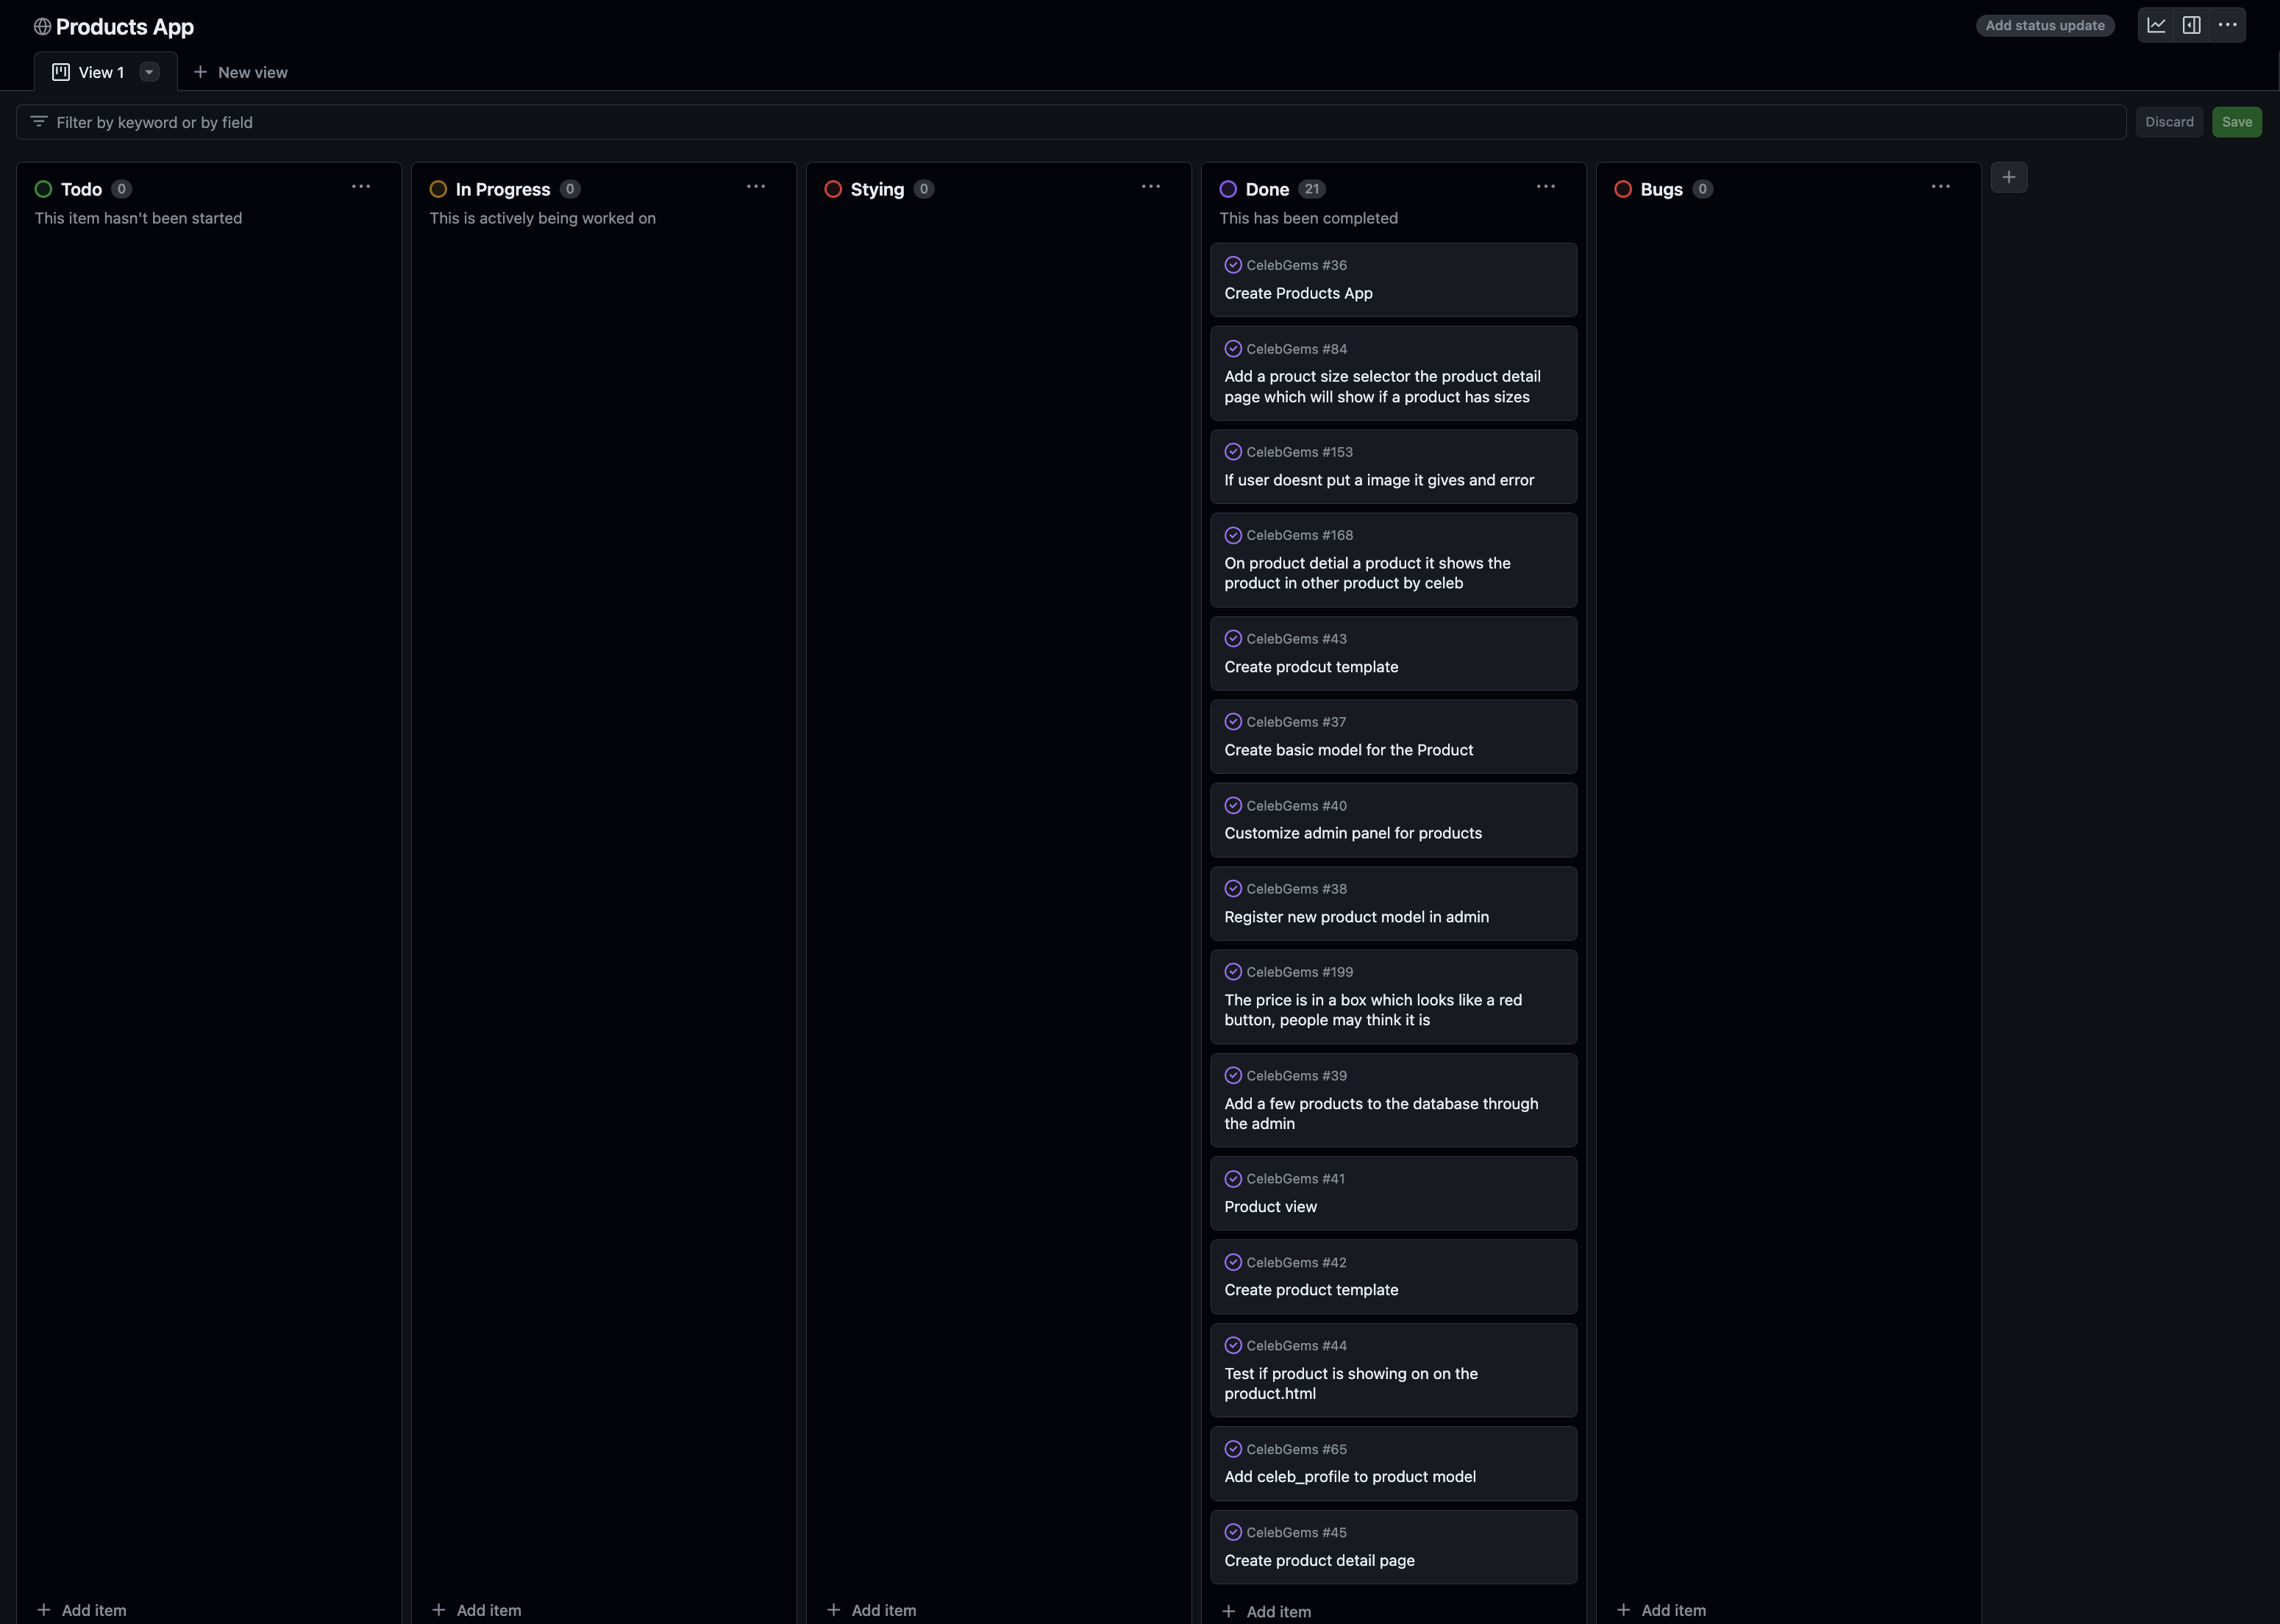 Products App
Add status update
View 1
New view
Filter by keyword or by field
Discard
Save
Todo 0
This item hasn't been started
In Progress 0
This is actively being worked on
Stying 0
Done 21
This has been completed
CelebGems #36
Create Products App
CelebGems #84
Add a prouct size selector the product detail
page which will show if a product has sizes
CelebGems #153
If user doesnt put a image it gives and error
CelebGems #168
On product detial a product it shows the
product in other product by celeb
CelebGems #43
Create prodcut template
CelebGems #37
Create basic model for the Product
CelebGems #40
Customize admin panel for products
CelebGems #38
Register new product model in admin
CelebGems #199
The price is in a box which looks like a red
button, people may think it is
CelebGems #39
Add a few products to the database through
the admin
CelebGems #41
Product view
CelebGems #42
Create product template
CelebGems #44
Test if product is showing on on the
product.html
CelebGems #65
Add celeb_profile to product model
CelebGems #45
Create product detail page
Bugs 0
Add item
Add item
Add item
Add item
Add item